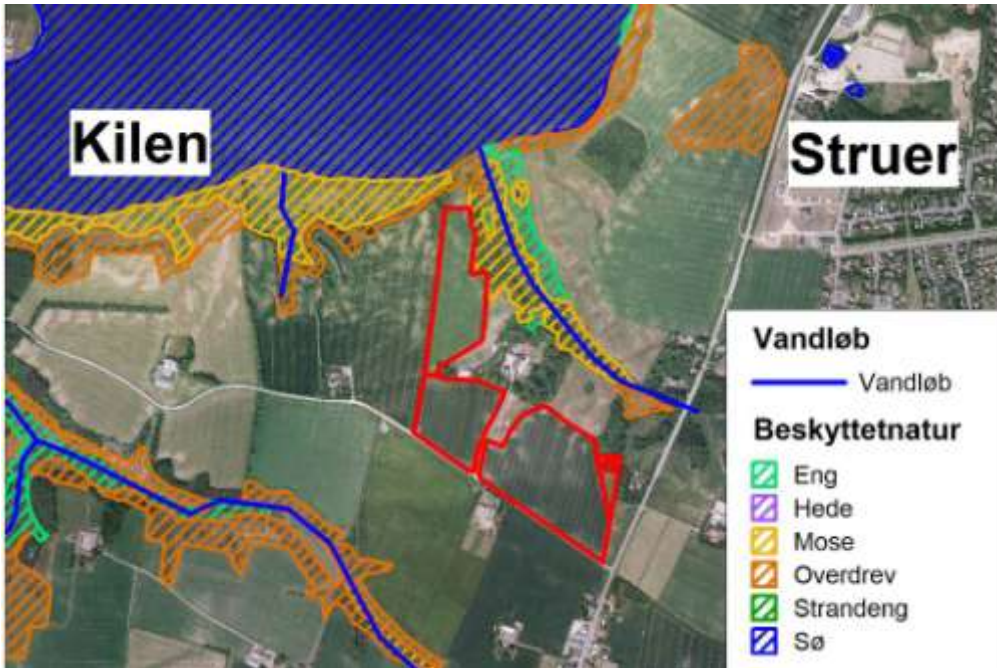 Kilen
Struer
Vandløb
Vandløb
Beskyttetnatur
Eng
Hede
Mose
Overdrev
Strandeng
Sø